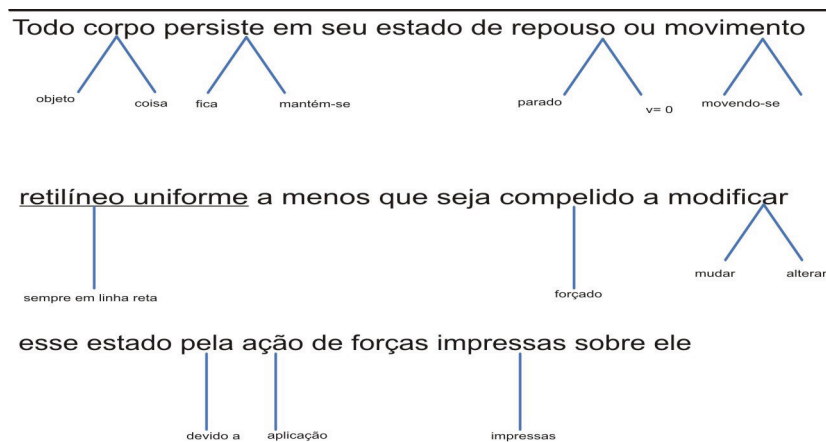 Todo corpo persiste em seu estado de repouso ou movimento
objeto coisa fica mantém-se parado v= 0 movendo-se
retilíneo uniforme a menos que seja compelido a modificar
sempre em linha reta forçado mudar alterar
esse estado pela ação de forças impressas sobre ele
devido a aplicação impressas